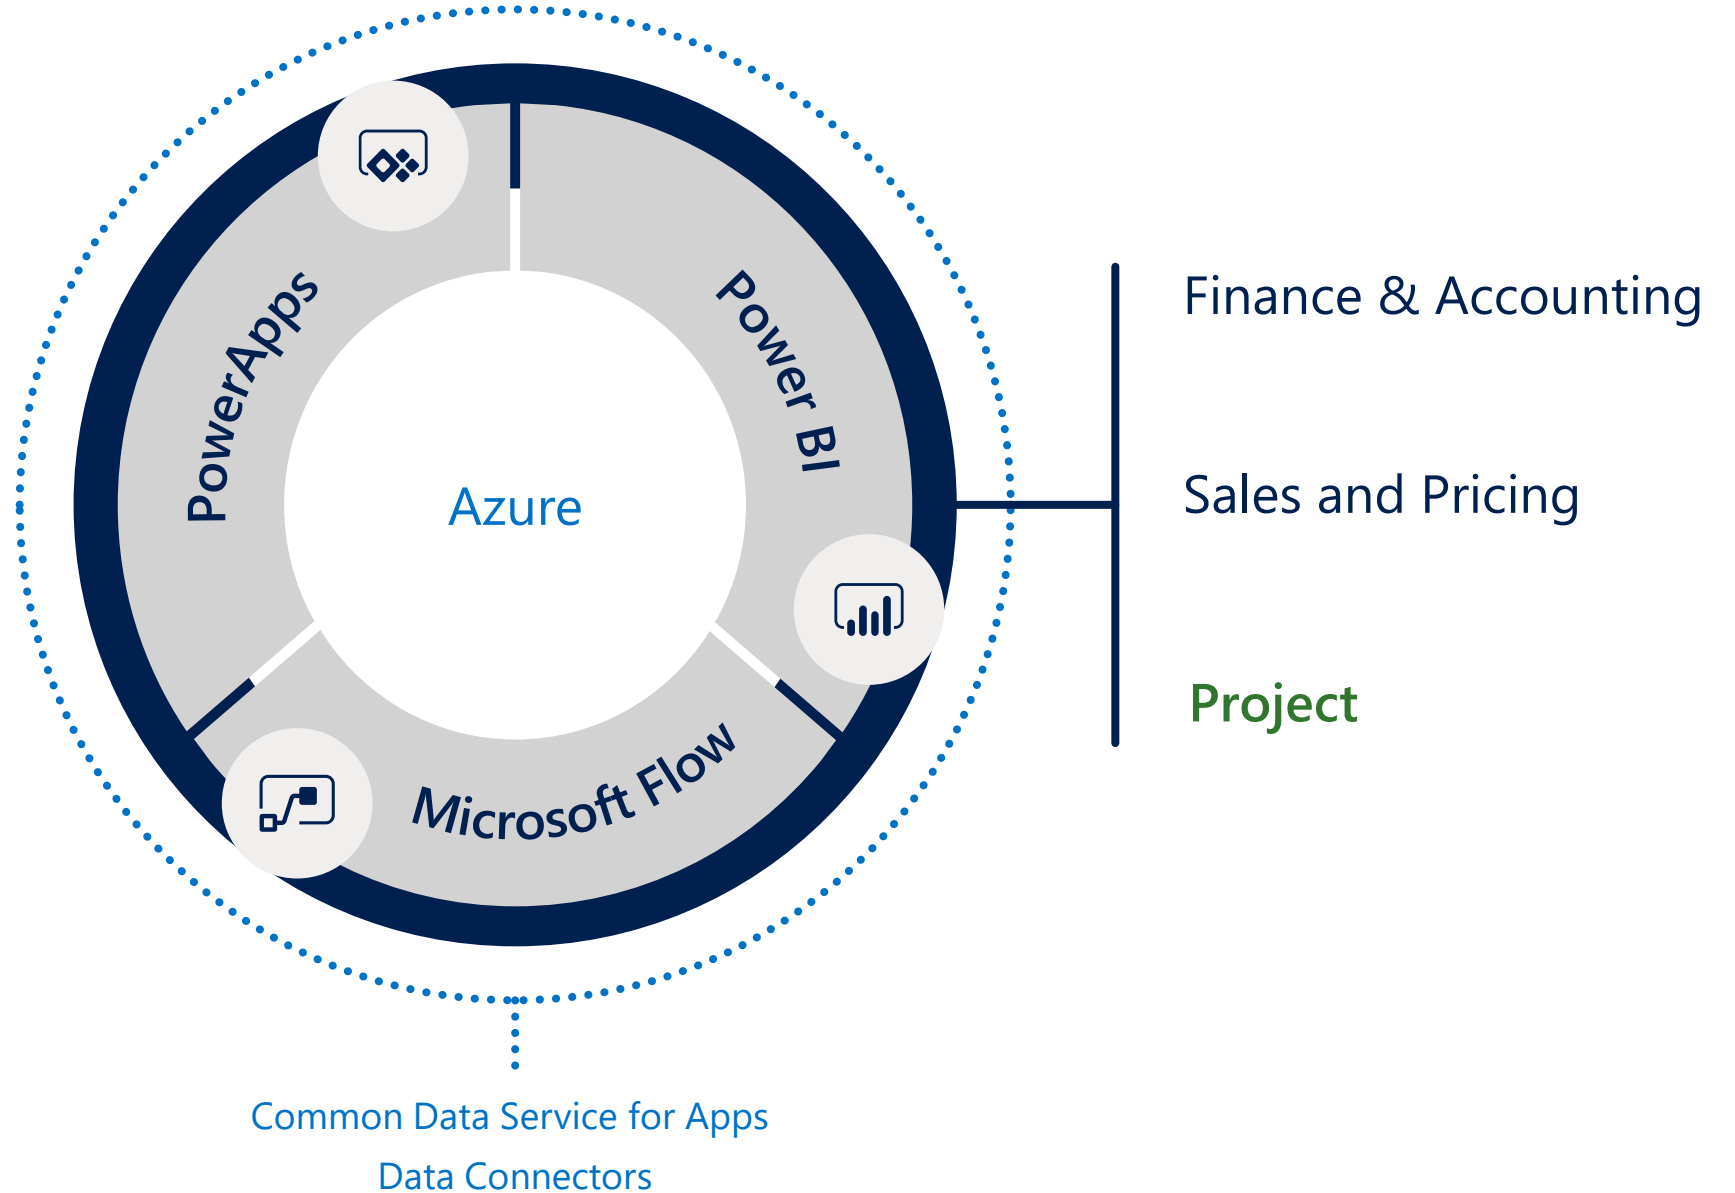 PowerApps
Power BI
Azure
Microsoft Flow
Finance & Accounting
Sales and Pricing
Project
Common Data Service for Apps
Data Connectors